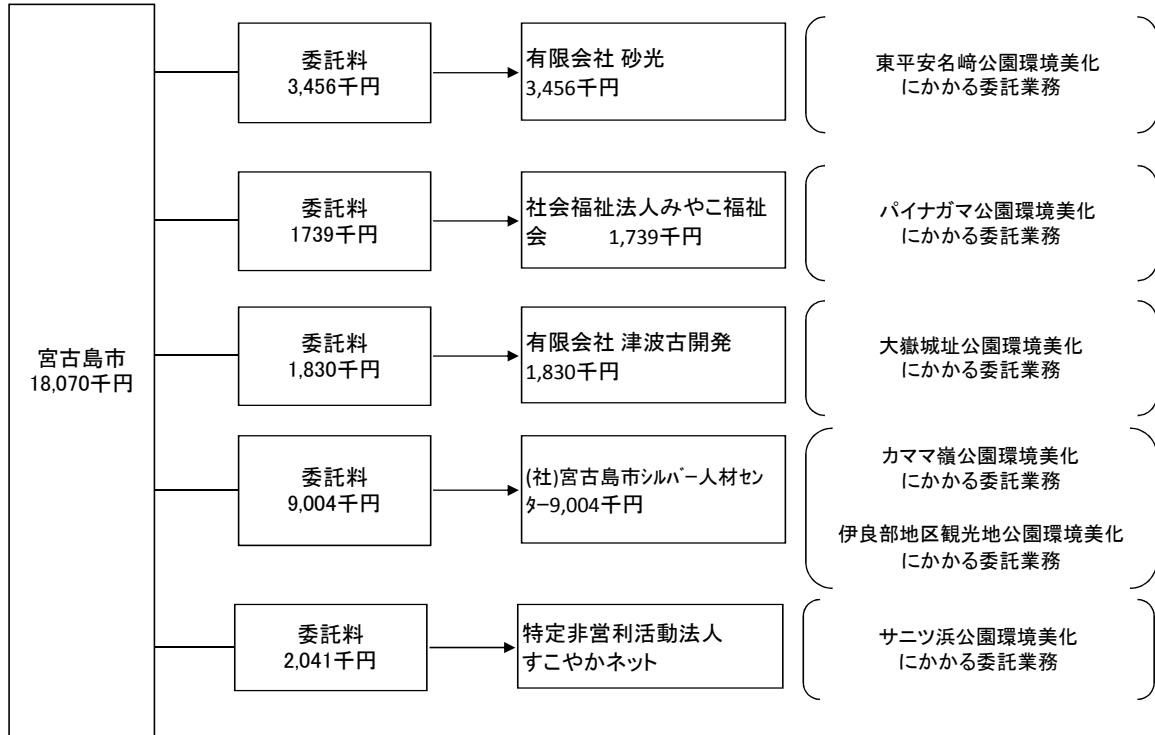 宮古島市
18,070千円
委託料
3,456千円
有限会社 砂光
3,456千円
東平安名﨑公園環境美化
にかかる委託業務
委託料
1739千円
社会福祉法人みやこ福祉
会 1,739千円
パイナガマ公園環境美化
にかかる委託業務
委託料
1,830千円
有限会社 津波古開発
1,830千円
大嶽城址公園環境美化
にかかる委託業務
委託料
9,004千円
(社)宮古島市ｼﾙﾊﾞｰ人材ｾﾝ
ﾀｰ9,004千円
カママ嶺公園環境美化
にかかる委託業務
伊良部地区観光地公園環境美化
にかかる委託業務
委託料
2,041千円
特定非営利活動法人
すこやかネット
サニツ浜公園環境美化
にかかる委託業務